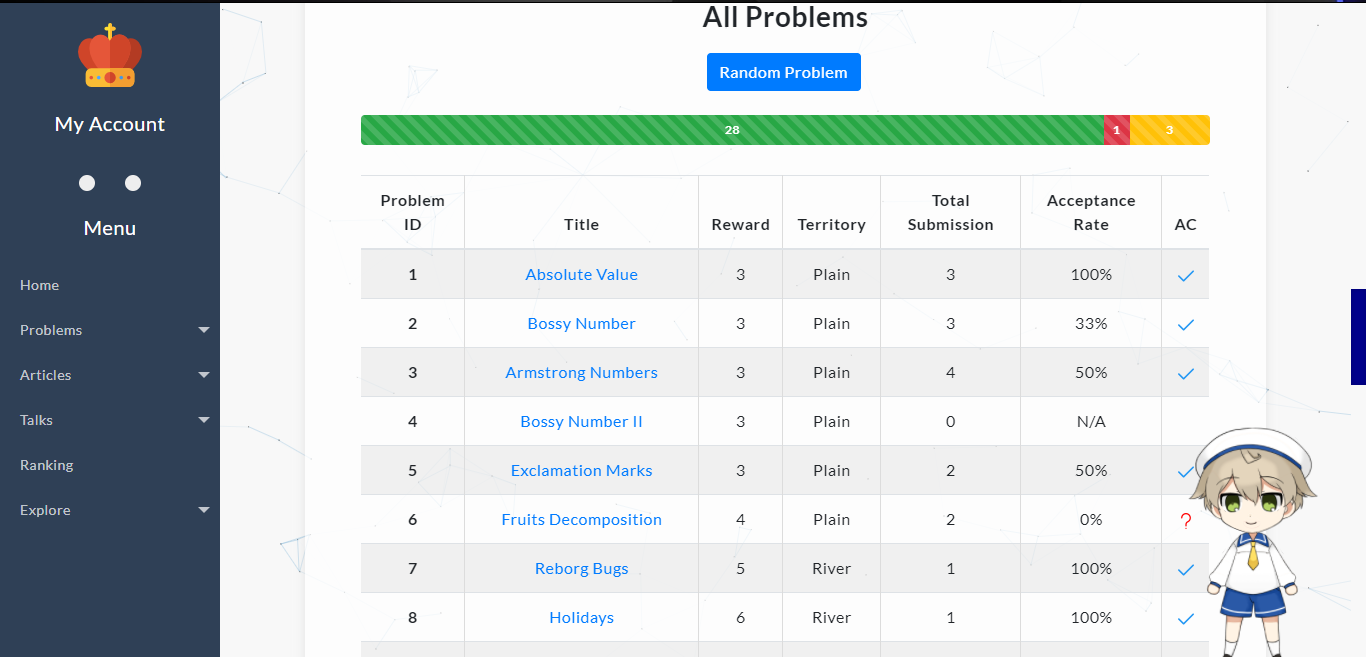 All Problems
Random Problem
28 1 3
My Account
Menu
Home
Problems
Articles
Talks
Ranking
Explore
Problem ID Title Reward Territory Total Submission Acceptance Rate AC
1 Absolute Value 3 Plain 3 100%
2 Bossy Number 3 Plain 3 33%
3 Armstrong Numbers 3 Plain 4 50%
4 Bossy Number II 3 Plain 0 N/A
5 Exclamation Marks 3 Plain 2 50%
6 Fruits Decomposition 4 Plain 2 0% ?
7 Reborg Bugs 5 River 1 100%
8 Holidays 6 River 1 100%